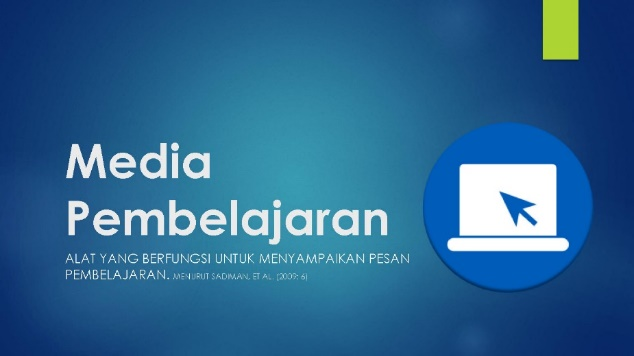 Media
Pembelajaran
ALAT YANG BERFUNGSI UNTUK MENYAMPAIKAN PESAN
PEMBELAJARAN. MENURUT SADIMAN, ET AL. (2009: 6)